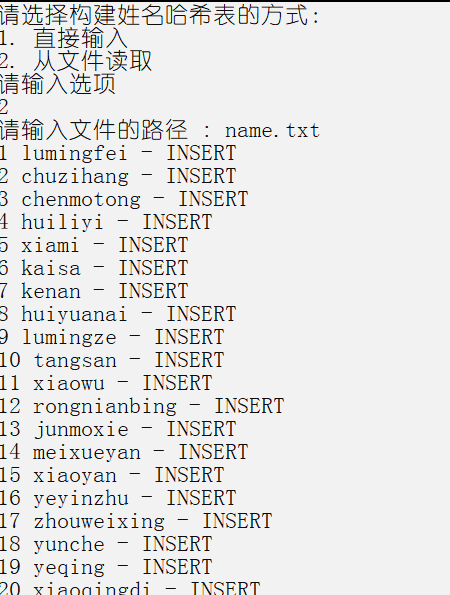 请选择构建姓名哈希表的方式:
1. 直接输入
2. 从文件读取
请输入选项
2
请输入文件的路径 : name.txt
1 lumingfei - INSERT
2 chuzihang - INSERT
3 chenmotong - INSERT
4 huiliyi - INSERT
5 xiami - INSERT
6 kaisa - INSERT
7 kenan - INSERT
8 huiyuanai - INSERT
9 lumingze - INSERT
10 tangsan - INSERT
11 xiaowu - INSERT
12 rongnianbing - INSERT
13 junmoxie - INSERT
14 meixueyan - INSERT
15 xiaoyan - INSERT
16 yeyinzhu - INSERT
17 zhouweixing - INSERT
18 yunche - INSERT
19 yeqing - INSERT
20 xiaoqingdi - INSERT